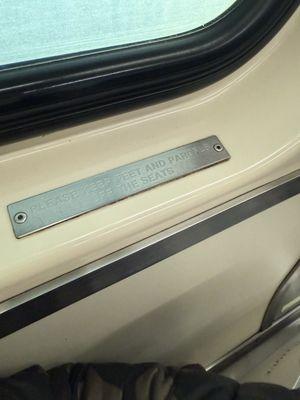 PLEASE KEEP FEET AND PARCELS
OFF THE SEATS